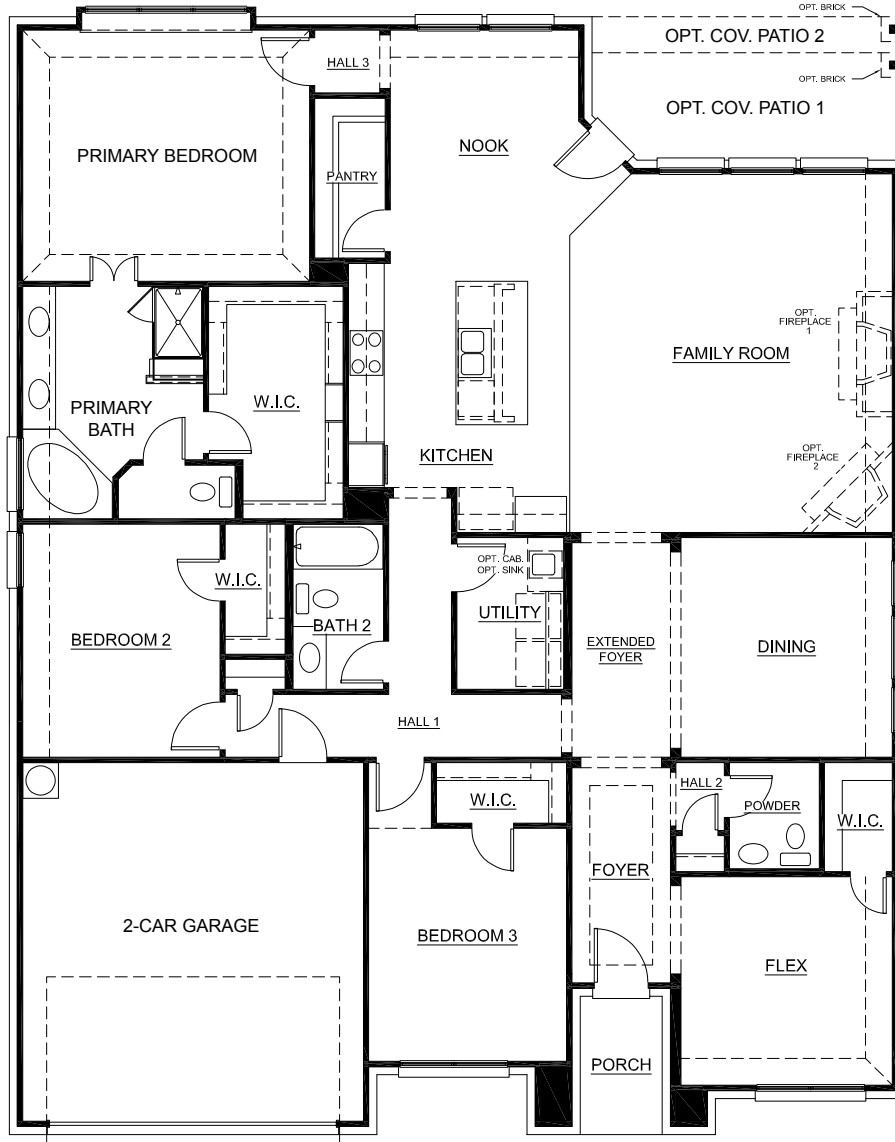 OPT. BRICK
OPT. COV. PATIO 2
HALL 3
OPT. BRICK
OPT. COV. PATIO 1
NOOK
PRIMARY BEDROOM
PANTRY
OPT.
FIREPLACE
1
FAMILY ROOM
PRIMARY
BATH
W.I.C.
KITCHEN
OPT.
FIREPLACE
2
OPT. CAB.
OPT. SINK
W.I.C.
UTILITY
BATH 2
BEDROOM 2
EXTENDED
FOYER
DINING
HALL 1
HALL 2
W.I.C.
POWDER
W.I.C.
FOYER
2-CAR GARAGE
BEDROOM 3
FLEX
PORCH